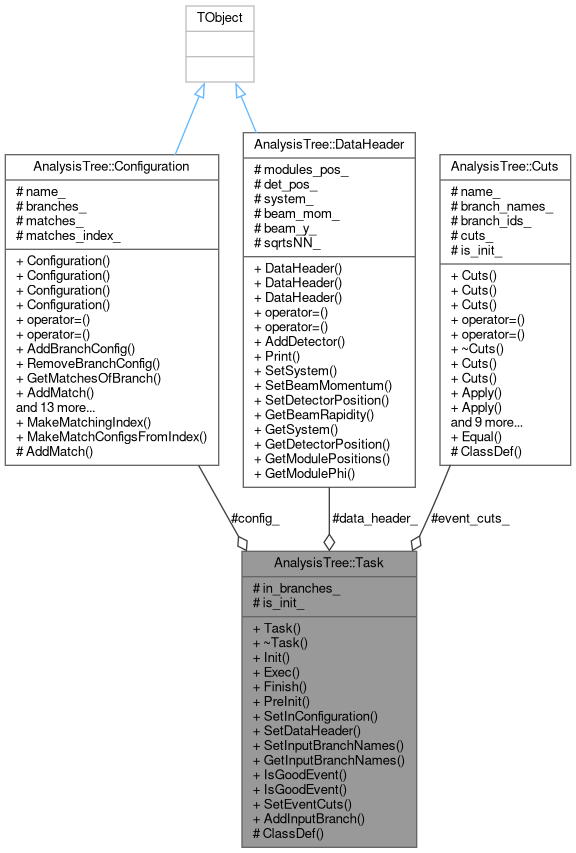 TObject
AnalysisTree::Configuration
# name_
# branches_
# matches_
# matches_index_
+ Configuration()
+ Configuration()
+ Configuration()
+ Configuration()
+ operator=()
+ operator=()
+ AddBranchConfig()
+ RemoveBranchConfig()
+ GetMatchesOfBranch()
+ AddMatch()
and 13 more...
+ MakeMatchingIndex()
+ MakeMatchConfigsFromIndex()
# AddMatch()
AnalysisTree::DataHeader
# modules_pos_
# det_pos_
# system_
# beam_mom_
# beam_y_
# sqrtsNN_
+ DataHeader()
+ DataHeader()
+ DataHeader()
+ operator=()
+ operator=()
+ AddDetector()
+ Print()
+ SetSystem()
+ SetBeamMomentum()
+ SetDetectorPosition()
+ GetBeamRapidity()
+ GetSystem()
+ GetDetectorPosition()
+ GetModulePositions()
+ GetModulePhi()
AnalysisTree::Cuts
# name_
# branch_names_
# branch_ids_
# cuts_
# is_init_
+ Cuts()
+ Cuts()
+ Cuts()
+ operator=()
+ operator=()
+ ~Cuts()
+ Cuts()
+ Cuts()
+ Apply()
+ Apply()
and 9 more...
+ Equal()
# ClassDef()
#config_
#data_header_
#event_cuts_
AnalysisTree::Task
# in_branches_
# is_init_
+ Task()
+ ~Task()
+ Init()
+ Exec()
+ Finish()
+ PreInit()
+ SetInConfiguration()
+ SetDataHeader()
+ SetInputBranchNames()
+ GetInputBranchNames()
+ IsGoodEvent()
+ IsGoodEvent()
+ SetEventCuts()
+ AddInputBranch()
# ClassDef()